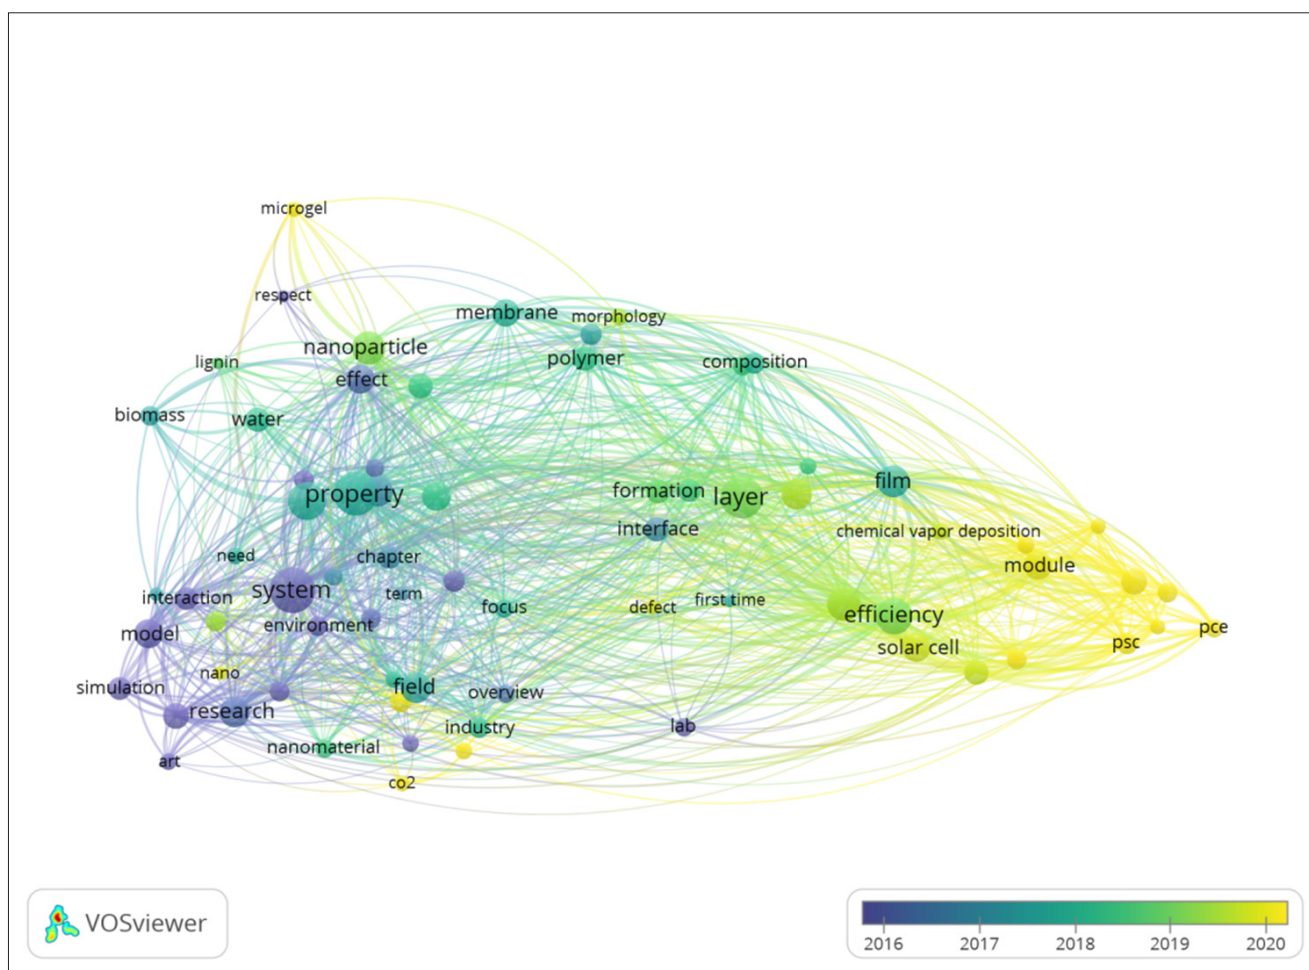 microgel
respect
membrane
morphology
nanoparticle
polymer
lignin
composition
effect
biomass
water
film
property
formation
layer
interface
chemical vapor deposition
need
chapter
module
system
term
interaction
focus
defect
first time
efficiency
environment
pce
model
psc
solar cell
nano
simulation
field
overview
research
industry
lab
nanomaterial
art
co2
VOSviewer
2016
2017
2018
2019
2020